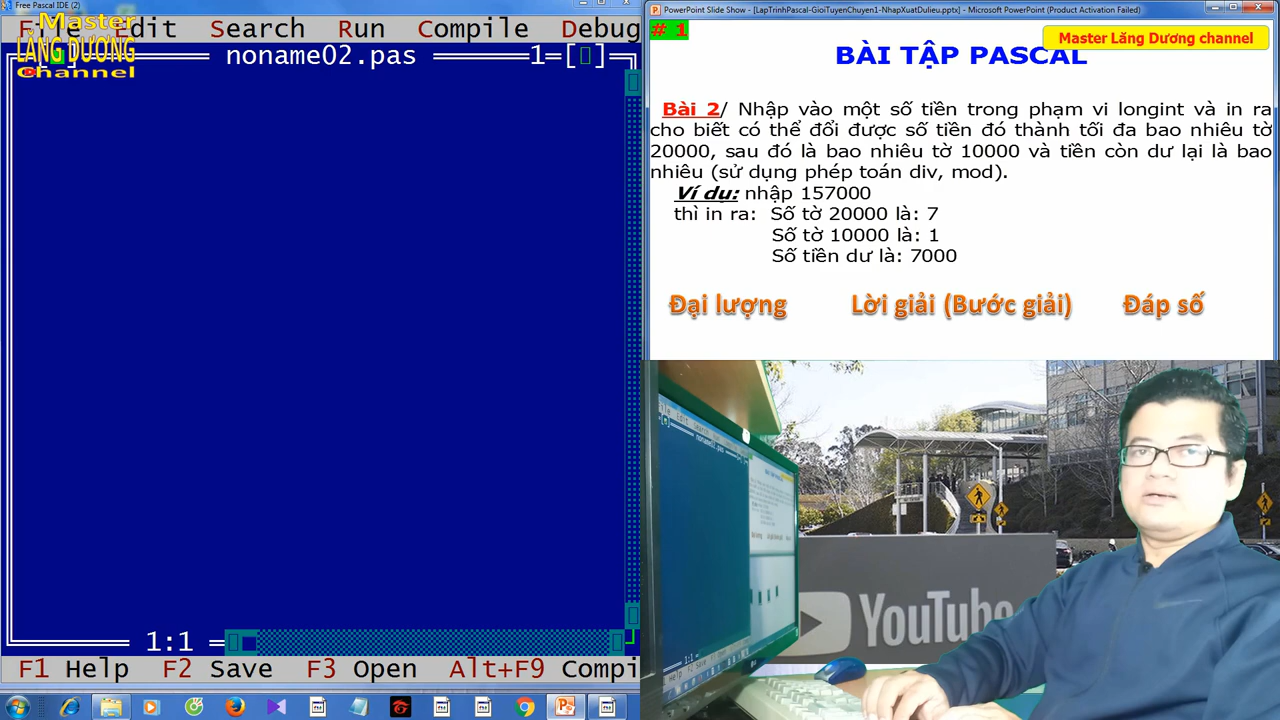 Free Pascal IDE (2)
File Edit Search Run Compile Debug
Master
LĂNG DƯƠNG
Channel
noname02.pas 1=[ ]
1:1
F1 Help F2 Save F3 Open Alt+F9 Compi
PowerPoint Slide Show - [LapTrinhPascal-GioiTuyenChuyen1-NhapXuatDulieu.pptx] - Microsoft PowerPoint (Product Activation Failed)
# 1
Master Lăng Dương channel
BÀI TẬP PASCAL
Bài 2/ Nhập vào một số tiền trong phạm vi longint và in ra
cho biết có thể đổi được số tiền đó thành tối đa bao nhiêu tờ
20000, sau đó là bao nhiêu tờ 10000 và tiền còn dư lại là bao
nhiêu (sử dụng phép toán div, mod).
Ví dụ: nhập 157000
thì in ra: Số tờ 20000 là: 7
Số tờ 10000 là: 1
Số tiền dư là: 7000
Đại lượng Lời giải (Bước giải) Đáp số
YouTube